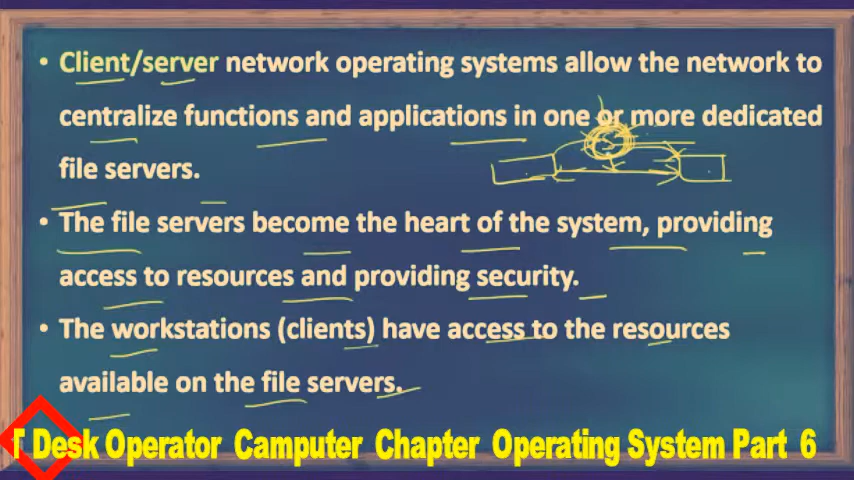 • Client/server network operating systems allow the network to
centralize functions and applications in one or more dedicated
file servers.
• The file servers become the heart of the system, providing
access to resources and providing security.
• The workstations (clients) have access to the resources
available on the file servers.
T Desk Operator Camputer Chapter Operating System Part 6